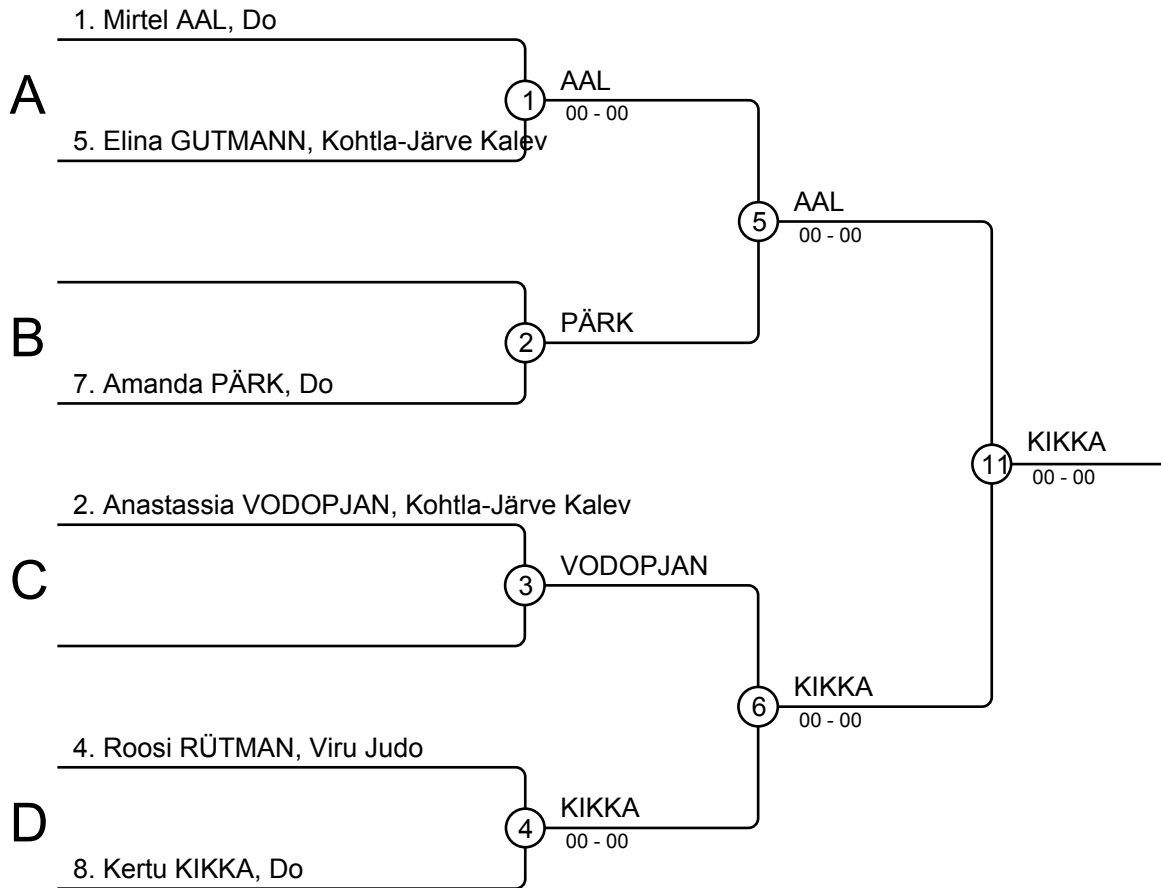 1. Mirtel AAL, Do
A
1
AAL
00 - 00
5. Elina GUTMANN, Kohtla-Järve Kalev
5
AAL
00 - 00
B
2
PÄRK
7. Amanda PÄRK, Do
11
KIKKA
00 - 00
2. Anastassia VODOPJAN, Kohtla-Järve Kalev
C
3
VODOPJAN
6
KIKKA
00 - 00
4. Roosi RÜTMAN, Viru Judo
D
4
KIKKA
00 - 00
8. Kertu KIKKA, Do